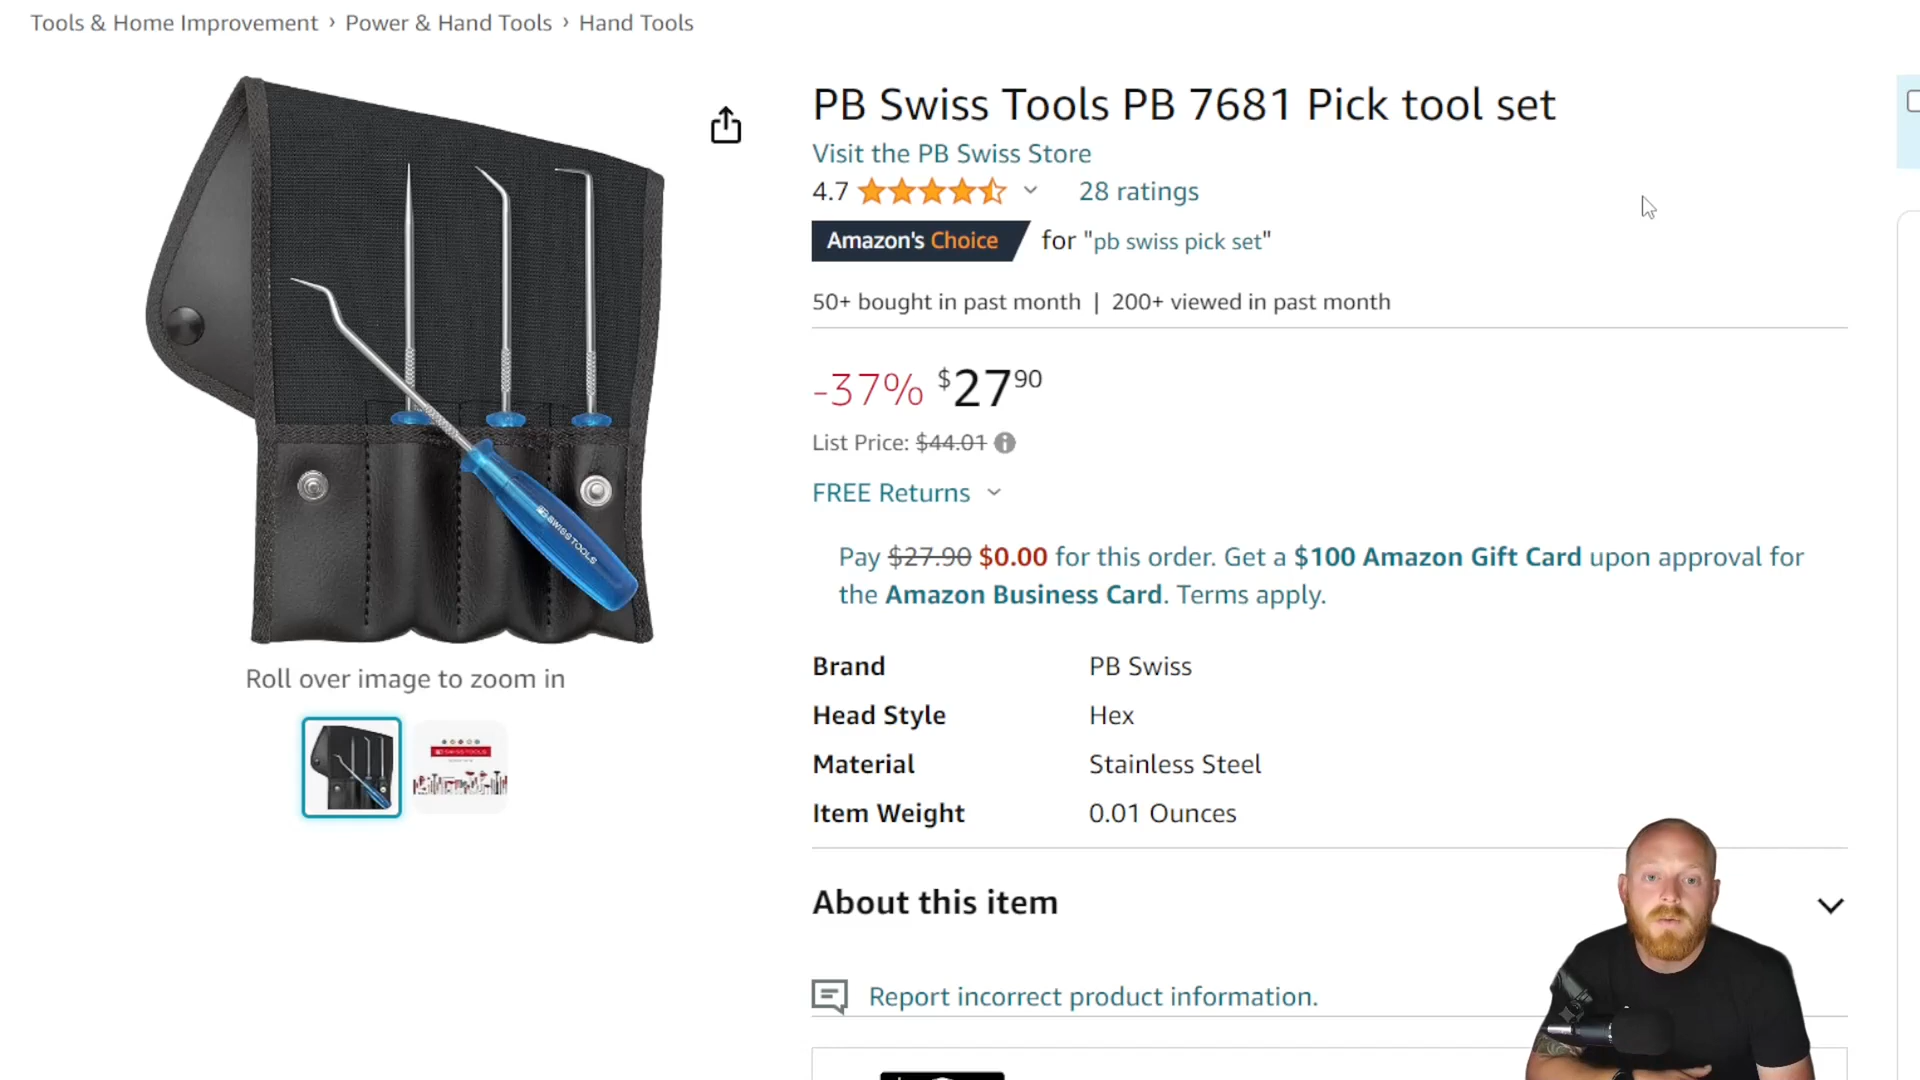 Tools & Home Improvement › Power & Hand Tools › Hand Tools
PB Swiss Tools PB 7681 Pick tool set
Visit the PB Swiss Store
4.7 28 ratings
Amazon's Choice for "pb swiss pick set"
50+ bought in past month | 200+ viewed in past month
-37% $27.90
List Price: $44.01
FREE Returns
Pay $27.90 $0.00 for this order. Get a $100 Amazon Gift Card upon approval for
the Amazon Business Card. Terms apply.
Brand PB Swiss
Head Style Hex
Material Stainless Steel
Item Weight 0.01 Ounces
About this item
Report incorrect product information.
SWISS TOOLS
Roll over image to zoom in
SWISS TOOLS